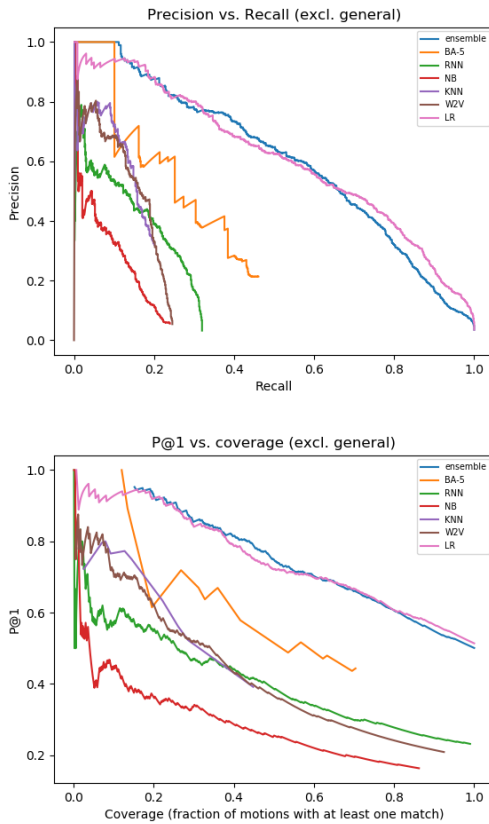 Precision vs. Recall (excl. general)
1.0
0.8
0.6
0.4
0.2
0.0
Precision
ensemble
BA-5
RNN
NB
KNN
W2V
LR
0.0 0.2 0.4 0.6 0.8 1.0
Recall
P@1 vs. coverage (excl. general)
1.0
0.8
0.6
0.4
0.2
P@1
ensemble
BA-5
RNN
NB
KNN
W2V
LR
0.0 0.2 0.4 0.6 0.8 1.0
Coverage (fraction of motions with at least one match)